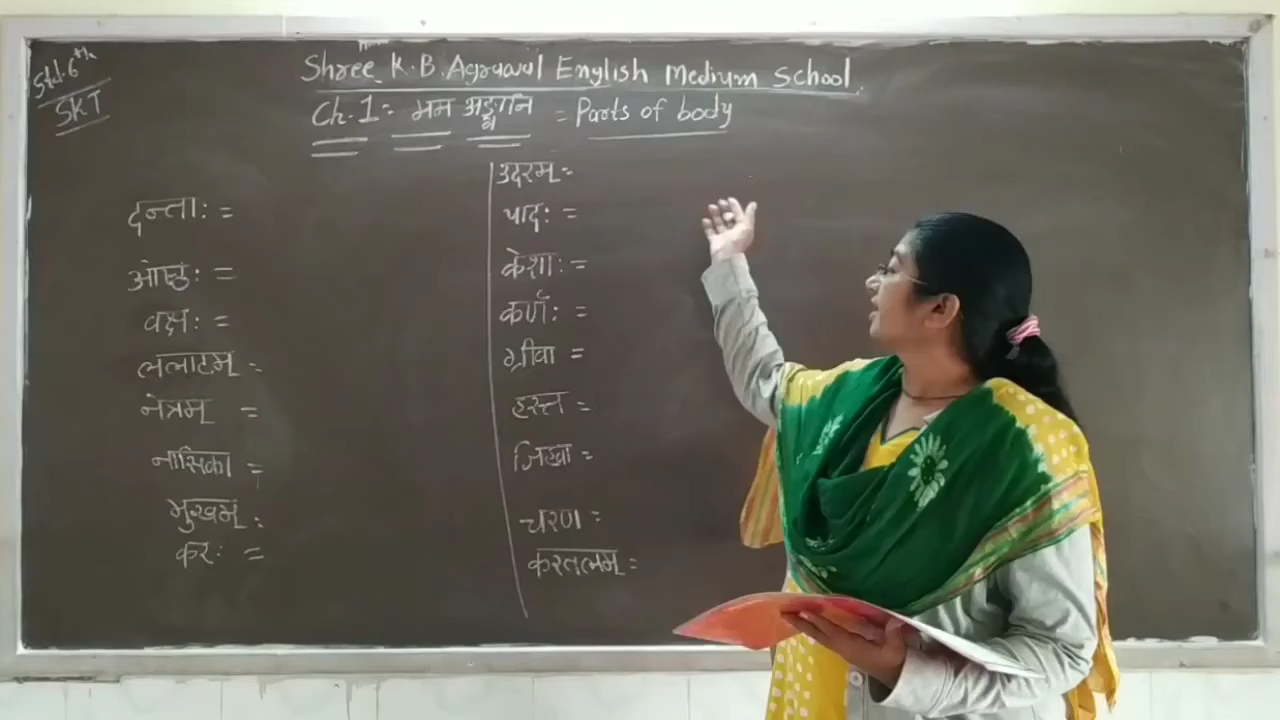 Std. 6th
SKT
Shree K.B. Agrawal English Medium School.
Ch.1:- मम अङ्गानि = Parts of body
दन्ता: =
ओष्ठ: =
वक्ष: =
ललाटम् =
नेत्रम् =
नासिका =
मुखम् :
कर: =
उदरम् =
पाद: =
केशा: =
कर्ण: =
ग्रीवा =
हस्त =
जिह्वा =
चरण =
करतलम् =